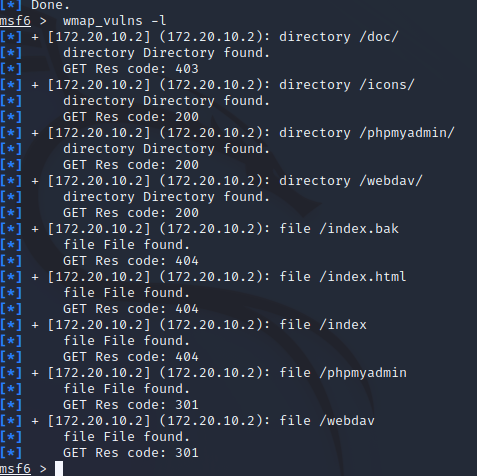 [*] Done.
msf6 > wmap_vulns -l
[*] + [172.20.10.2] (172.20.10.2): directory /doc/
[*] directory Directory found.
[*] GET Res code: 403
[*] + [172.20.10.2] (172.20.10.2): directory /icons/
[*] directory Directory found.
[*] GET Res code: 200
[*] + [172.20.10.2] (172.20.10.2): directory /phpmyadmin/
[*] directory Directory found.
[*] GET Res code: 200
[*] + [172.20.10.2] (172.20.10.2): directory /webdav/
[*] directory Directory found.
[*] GET Res code: 200
[*] + [172.20.10.2] (172.20.10.2): file /index.bak
[*] file File found.
[*] GET Res code: 404
[*] + [172.20.10.2] (172.20.10.2): file /index.html
[*] file File found.
[*] GET Res code: 404
[*] + [172.20.10.2] (172.20.10.2): file /index
[*] file File found.
[*] GET Res code: 404
[*] + [172.20.10.2] (172.20.10.2): file /phpmyadmin
[*] file File found.
[*] GET Res code: 301
[*] + [172.20.10.2] (172.20.10.2): file /webdav
[*] file File found.
[*] GET Res code: 301
msf6 >